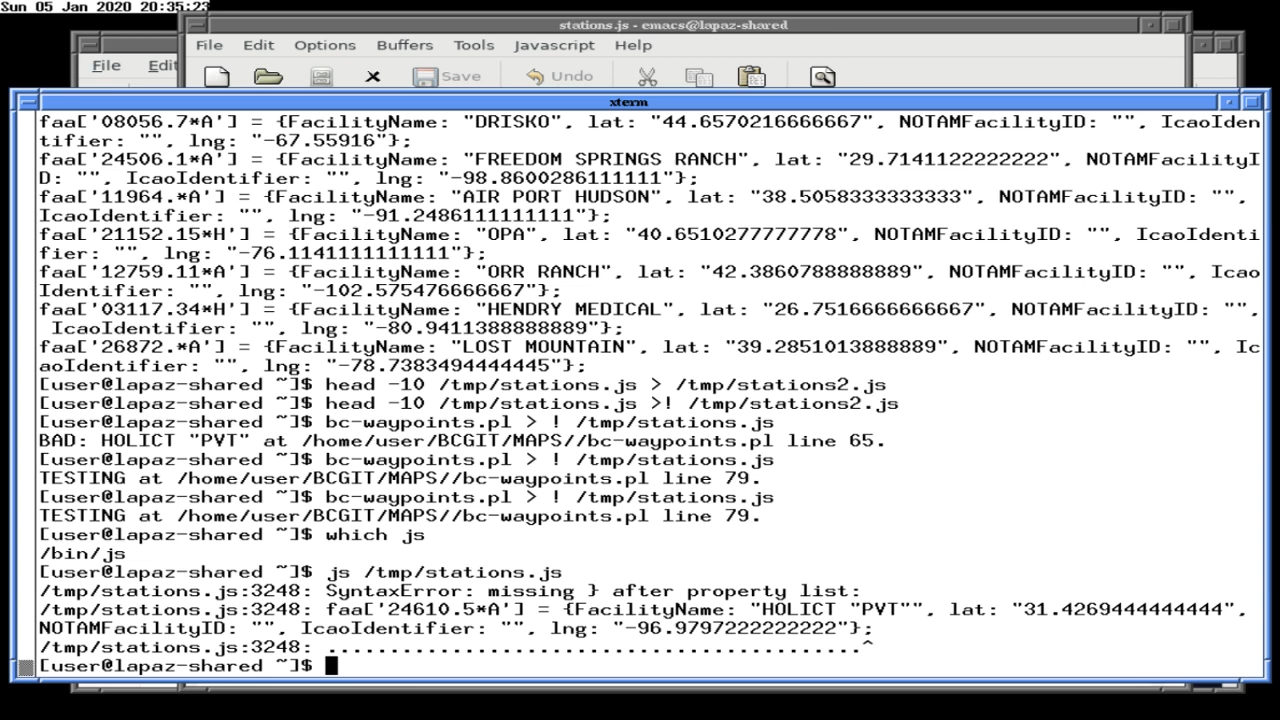 Sun 05 Jan 2020 20:35:23
stations.js - emacs@lapaz-shared
File Edit Options Buffers Tools Javascript Help
File Edit
Save Undo
xterm
faa['08056.7*A'] = {FacilityName: "DRISKO", lat: "44.6570216666667", NOTAMFacilityID: "", IcaoIden
tifier: "", lng: "-67.55916"};
faa['24506.1*A'] = {FacilityName: "FREEDOM SPRINGS RANCH", lat: "29.7141122222222", NOTAMFacilityI
D: "", IcaoIdentifier: "", lng: "-98.8600286111111"};
faa['11964.*A'] = {FacilityName: "AIR PORT HUDSON", lat: "38.5058333333333", NOTAMFacilityID: "",
IcaoIdentifier: "", lng: "-91.2486111111111"};
faa['21152.15*H'] = {FacilityName: "OPA", lat: "40.6510277777778", NOTAMFacilityID: "", IcaoIdenti
fier: "", lng: "-76.1141111111111"};
faa['12759.11*A'] = {FacilityName: "ORR RANCH", lat: "42.3860788888889", NOTAMFacilityID: "", Icao
Identifier: "", lng: "-102.575476666667"};
faa['03117.34*H'] = {FacilityName: "HENDRY MEDICAL", lat: "26.7516666666667", NOTAMFacilityID: "",
 IcaoIdentifier: "", lng: "-80.9411388888889"};
faa['26872.*A'] = {FacilityName: "LOST MOUNTAIN", lat: "39.2851013888889", NOTAMFacilityID: "", Ic
aoIdentifier: "", lng: "-78.7383494444445"};
[user@lapaz-shared ~]$ head -10 /tmp/stations.js > /tmp/stations2.js
[user@lapaz-shared ~]$ head -10 /tmp/stations.js >! /tmp/stations2.js
[user@lapaz-shared ~]$ bc-waypoints.pl > ! /tmp/stations.js
BAD: HOLICT "PVT" at /home/user/BCGIT/MAPS//bc-waypoints.pl line 65.
[user@lapaz-shared ~]$ bc-waypoints.pl > ! /tmp/stations.js
TESTING at /home/user/BCGIT/MAPS//bc-waypoints.pl line 79.
[user@lapaz-shared ~]$ bc-waypoints.pl > ! /tmp/stations.js
TESTING at /home/user/BCGIT/MAPS//bc-waypoints.pl line 79.
[user@lapaz-shared ~]$ which js
/bin/js
[user@lapaz-shared ~]$ js /tmp/stations.js
/tmp/stations.js:3248: SyntaxError: missing } after property list:
/tmp/stations.js:3248: faa['24610.5*A'] = {FacilityName: "HOLICT "PVT"", lat: "31.4269444444444",
NOTAMFacilityID: "", IcaoIdentifier: "", lng: "-96.9797222222222"};
/tmp/stations.js:3248: ...........................................^
[user@lapaz-shared ~]$